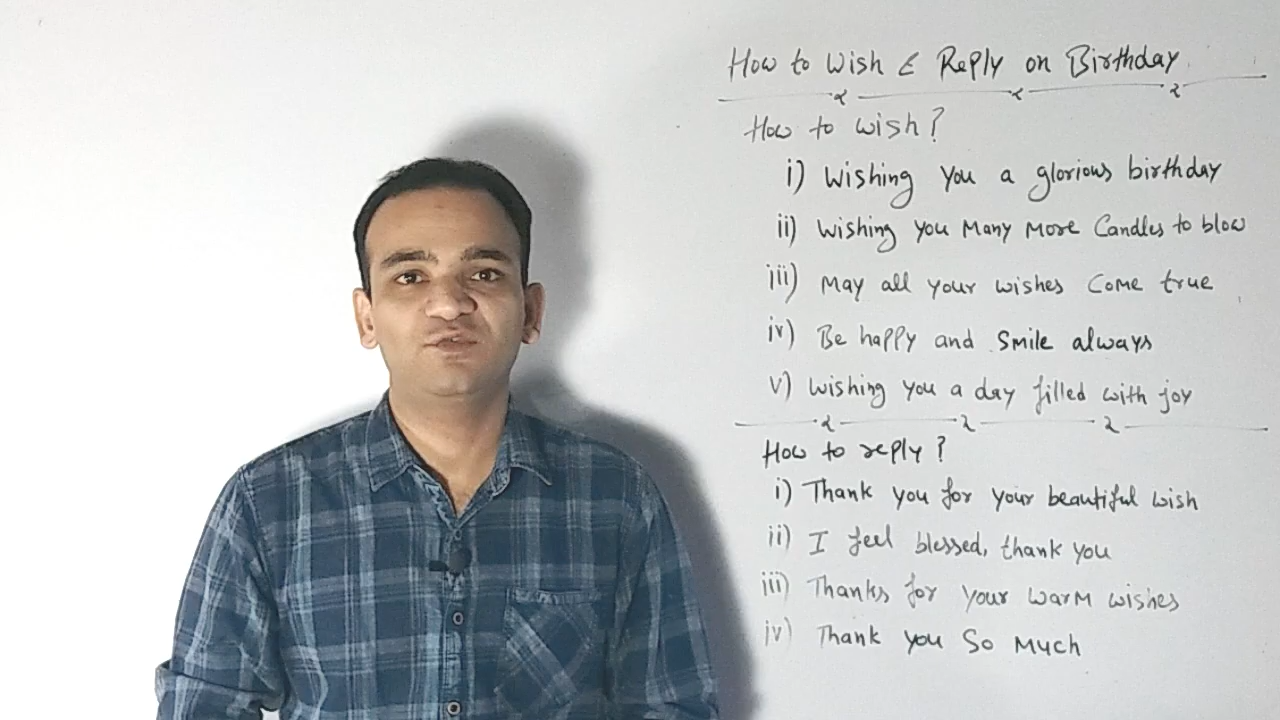 How to Wish & Reply on Birthday
How to wish?
i) Wishing you a glorious birthday
ii) Wishing you Many More Candles to blow
iii) May all your wishes come true
iv) Be happy and smile always
v) Wishing you a day filled with joy
How to reply?
i) Thank you for your beautiful wish
ii) I feel blessed, thank you
iii) Thanks for your warm wishes
iv) Thank you so much